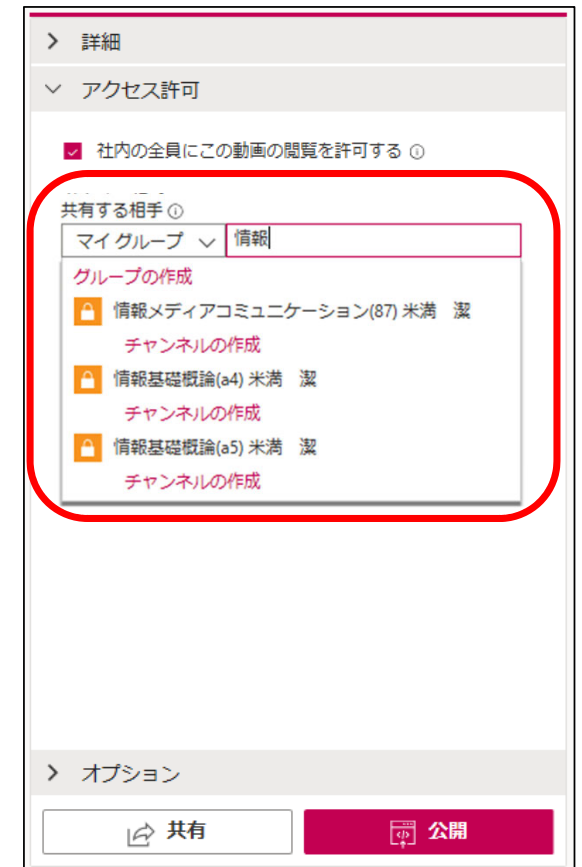 詳細
アクセス許可
社内の全員にこの動画の閲覧を許可する
共有する相手
マイ グループ 情報
グループの作成
情報メディアコミュニケーション(87) 米満　潔
チャンネルの作成
情報基礎概論(a4) 米満　潔
チャンネルの作成
情報基礎概論(a5) 米満　潔
チャンネルの作成
オプション
共有 公開